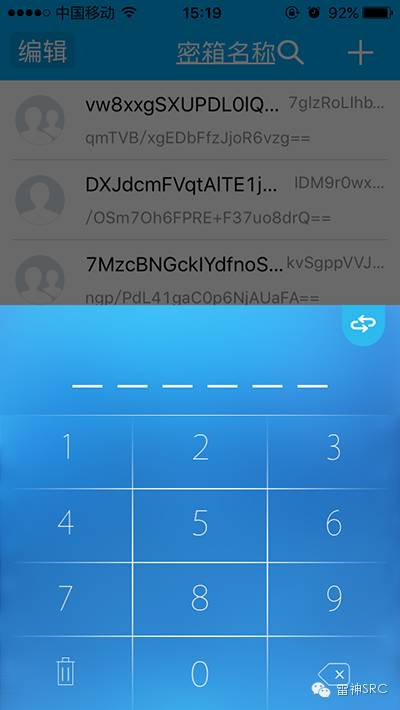 中国移动 15:19 92%
编辑 密箱名称
vw8xxgSXUPDL0lQ... 7gIzRoLIhb...
qmTVB/xgEDbFfzJjoR6vzg==
DXJdcmFVqtAlTE1j... lDM9r0wx...
/OSm7Oh6FPRE+F37uo8drQ==
7MzcBNGcklYdfnoS... kvSgppVVJ...
ngp/PdL41gaC0p6NjAUaFA==
1 2 3
4 5 6
7 8 9
0
雷神SRC